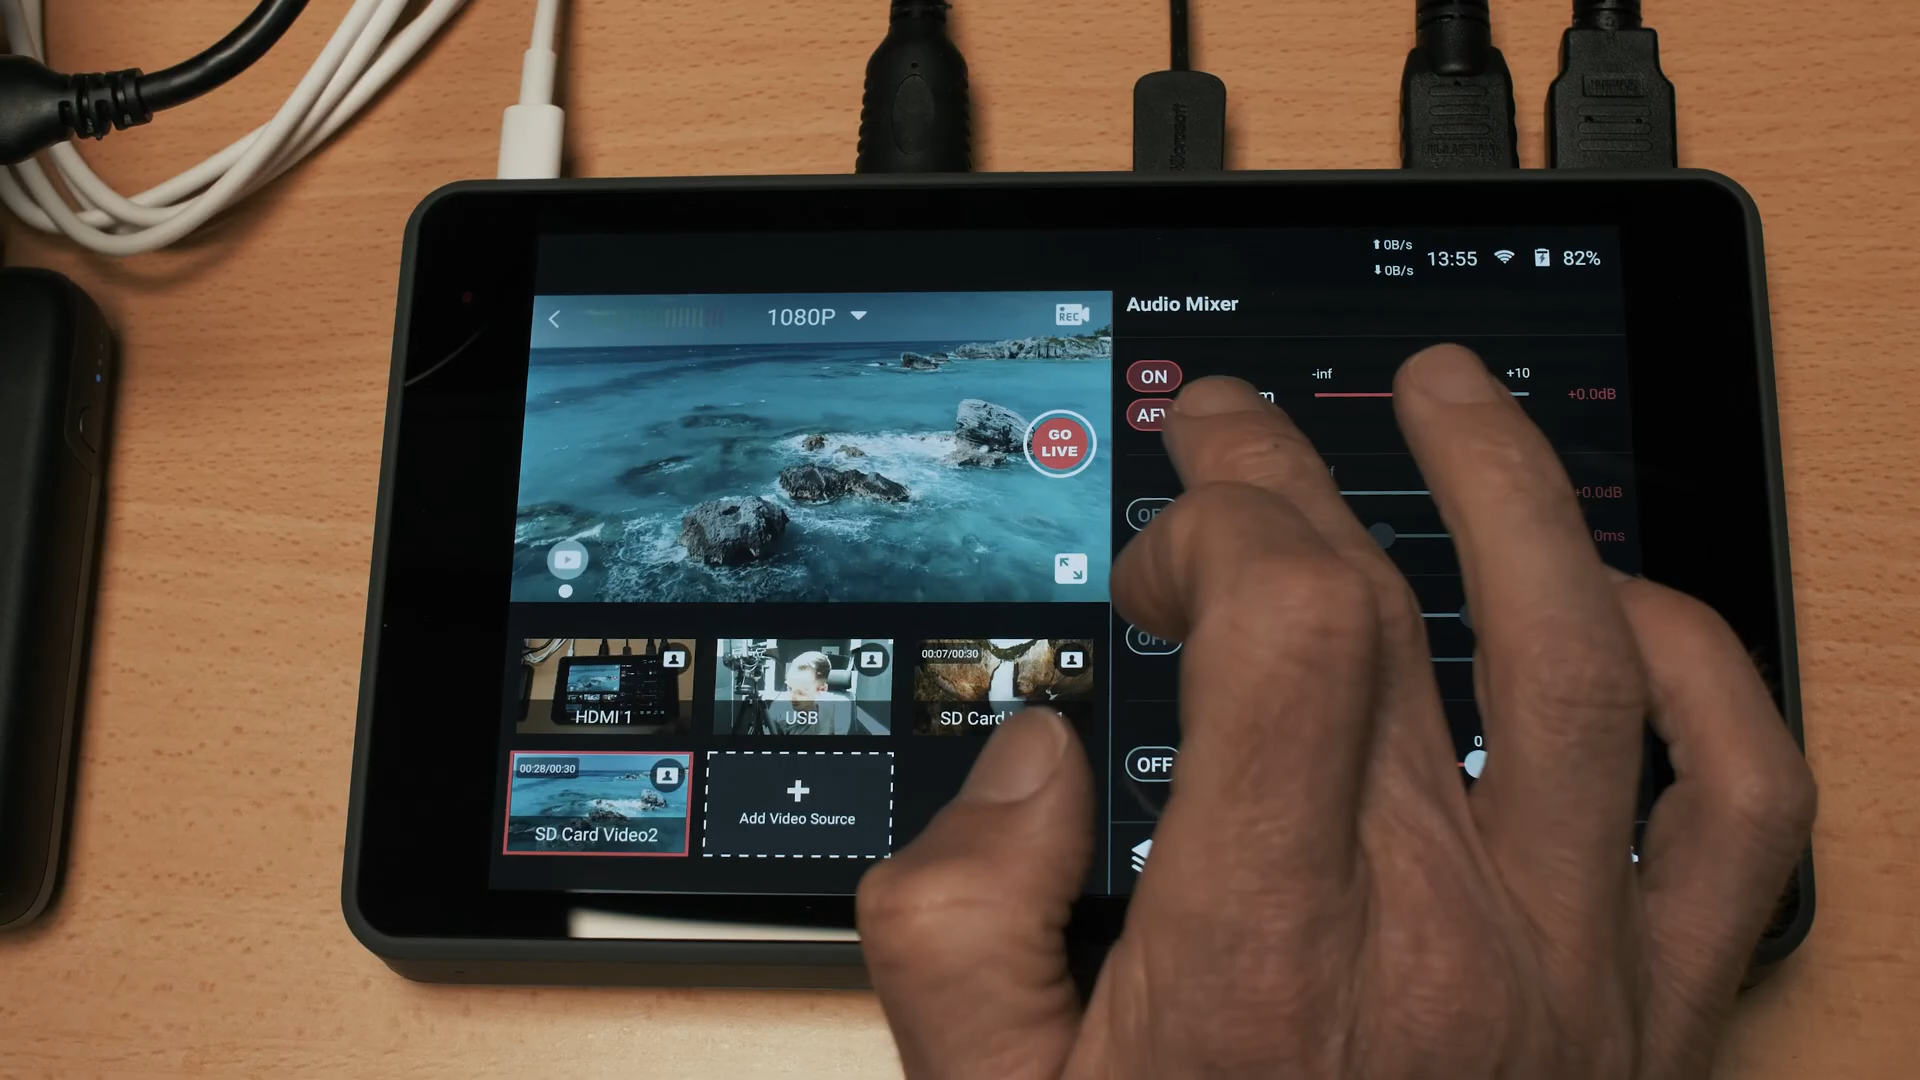 Microsoft
0B/s
0B/s
13:55
82%
1080P
REC
Audio Mixer
ON
-inf
+10
+0.0dB
GO
LIVE
+0.0dB
0ms
HDMI 1
USB
00:07/00:30
SD Card
OFF
0
00:28/00:30
SD Card Video2
Add Video Source